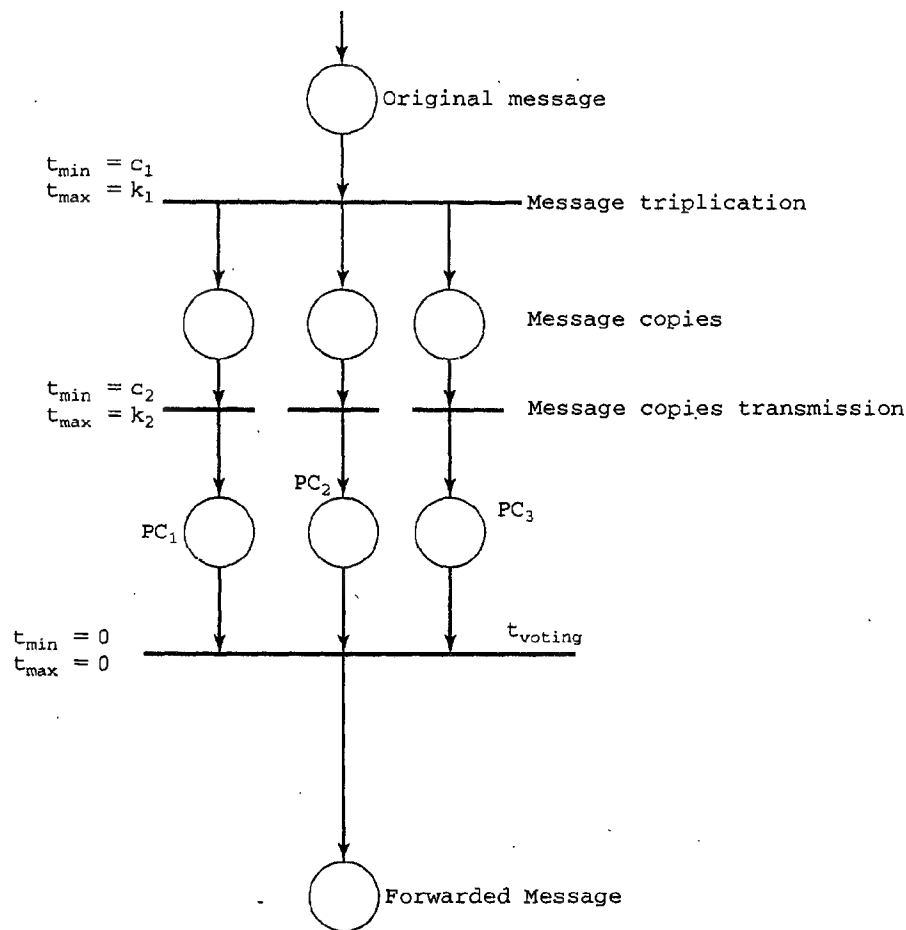 Original message
t_min = c_1
t_max = k_1
Message triplication
Message copies
t_min = c_2
t_max = k_2
Message copies transmission
PC_2
PC_1
PC_3
t_min = 0
t_max = 0
t_voting
Forwarded Message